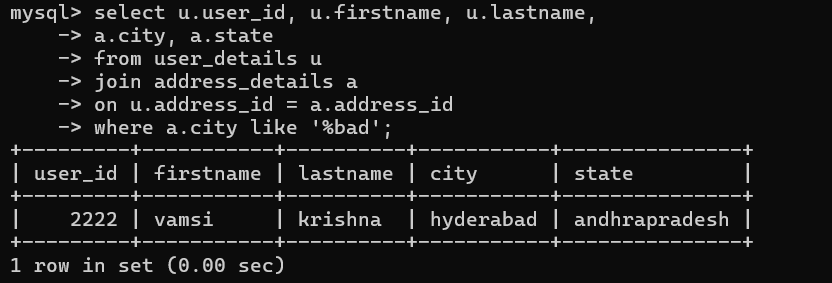 mysql> select u.user_id, u.firstname, u.lastname,
    -> a.city, a.state
    -> from user_details u
    -> join address_details a
    -> on u.address_id = a.address_id
    -> where a.city like '%bad';
+---------+-----------+----------+-----------+---------------+
| user_id | firstname | lastname | city      | state         |
+---------+-----------+----------+-----------+---------------+
|    2222 | vamsi     | krishna  | hyderabad | andhrapradesh |
+---------+-----------+----------+-----------+---------------+
1 row in set (0.00 sec)